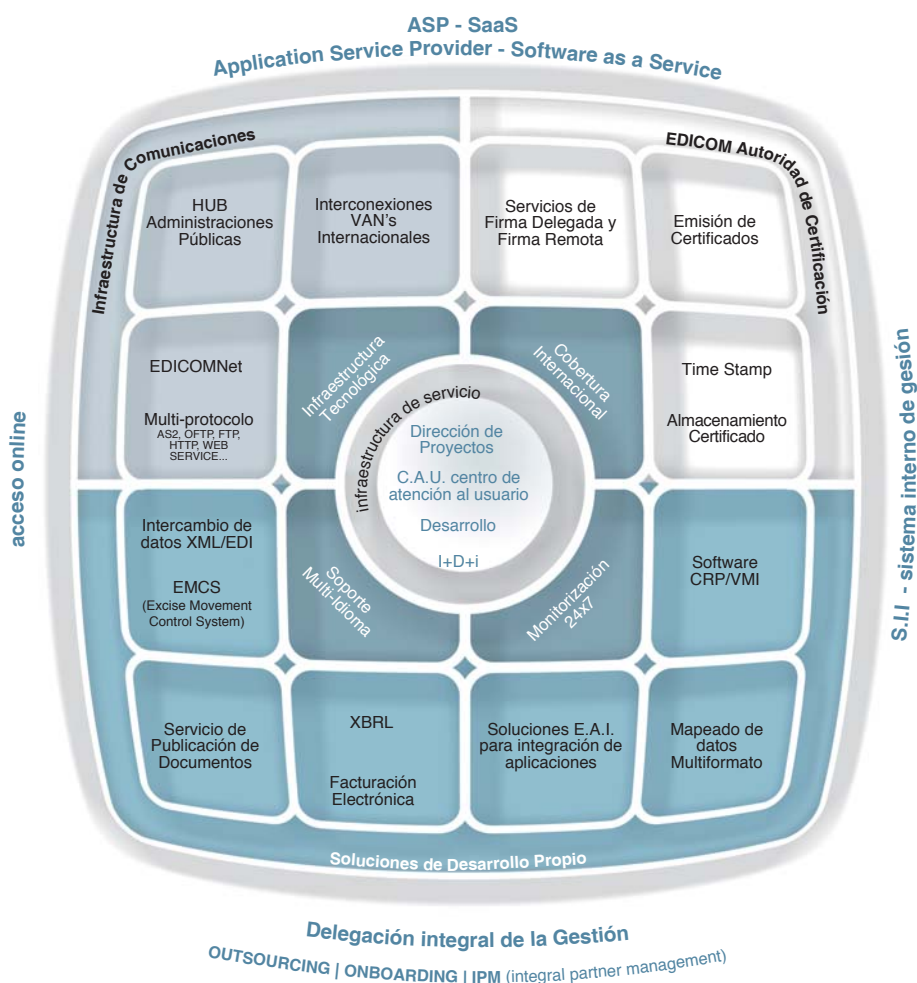 ASP - SaaS
Application Service Provider - Software as a Service
Infraestructura de Comunicaciones
EDICOM Autoridad de Certificación
HUB
Administraciones
Públicas
Interconexiones
VAN's
Internacionales
Servicios de
Firma Delegada y
Firma Remota
Emisión de
Certificados
EDICOMNet
Multi-protocolo
AS2, OFTP, FTP,
HTTP, WEB
SERVICE...
Infraestructura
Tecnológica
Cobertura
Internacional
Time Stamp
Almacenamiento
Certificado
infraestructura de servicio
Dirección de
Proyectos
C.A.U. centro de
atención al usuario
Desarrollo
I+D+i
acceso online
S.I.I - sistema interno de gesión
Intercambio de
datos XML/EDI
EMCS
(Excise Movement
Control System)
Soporte
Multi-Idioma
Monitorización
24x7
Software
CRP/VMI
Servicio de
Publicación de
Documentos
XBRL
Facturación
Electrónica
Soluciones E.A.I.
para integración de
aplicaciones
Mapeado de
datos
Multiformato
Soluciones de Desarrollo Propio
Delegación integral de la Gestión
OUTSOURCING | ONBOARDING | IPM (integral partner management)